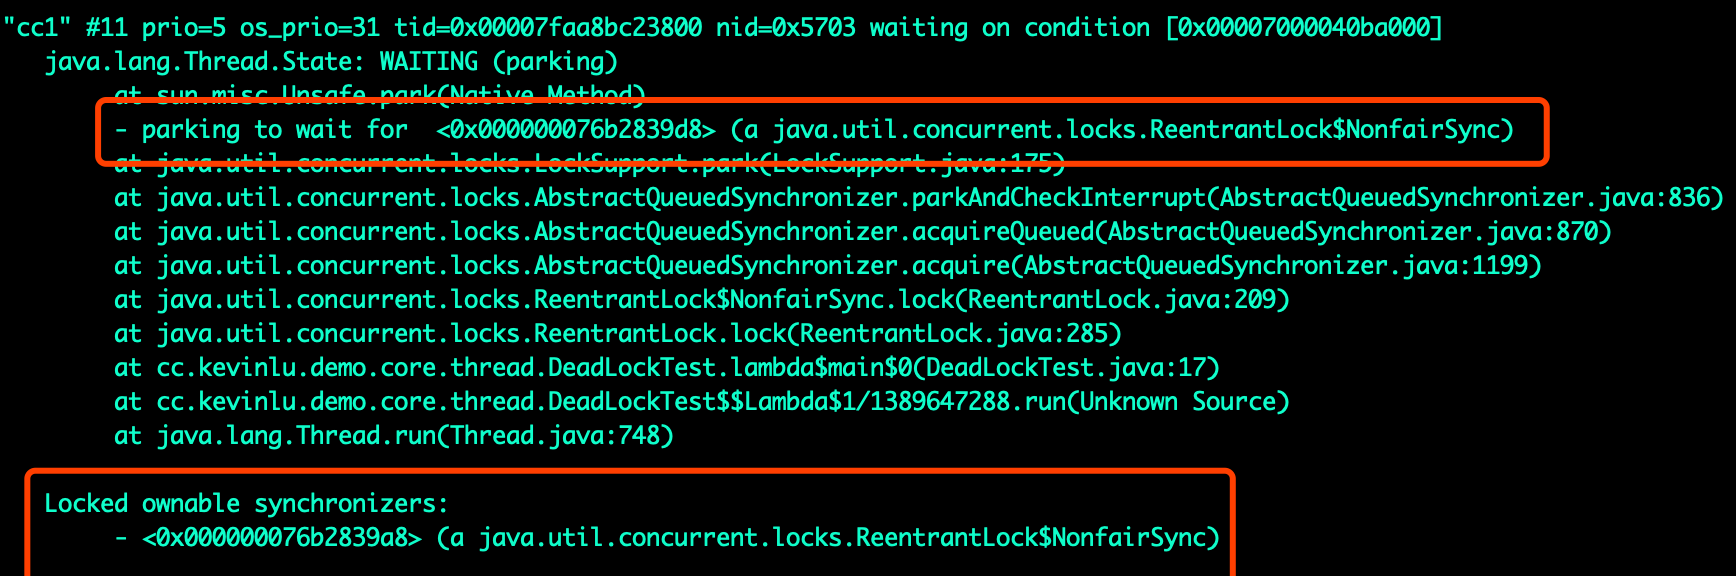 "cc1" #11 prio=5 os_prio=31 tid=0x00007faa8bc23800 nid=0x5703 waiting on condition [0x00007000040ba000]
java.lang.Thread.State: WAITING (parking)
at sun.misc.Unsafe.park(Native Method)
- parking to wait for  <0x000000076b2839d8> (a java.util.concurrent.locks.ReentrantLock$NonfairSync)
at java.util.concurrent.locks.LockSupport.park(LockSupport.java:175)
at java.util.concurrent.locks.AbstractQueuedSynchronizer.parkAndCheckInterrupt(AbstractQueuedSynchronizer.java:836)
at java.util.concurrent.locks.AbstractQueuedSynchronizer.acquireQueued(AbstractQueuedSynchronizer.java:870)
at java.util.concurrent.locks.AbstractQueuedSynchronizer.acquire(AbstractQueuedSynchronizer.java:1199)
at java.util.concurrent.locks.ReentrantLock$NonfairSync.lock(ReentrantLock.java:209)
at java.util.concurrent.locks.ReentrantLock.lock(ReentrantLock.java:285)
at cc.kevinlu.demo.core.thread.DeadLockTest.lambda$main$0(DeadLockTest.java:17)
at cc.kevinlu.demo.core.thread.DeadLockTest$$Lambda$1/1389647288.run(Unknown Source)
at java.lang.Thread.run(Thread.java:748)
Locked ownable synchronizers:
- <0x000000076b2839a8> (a java.util.concurrent.locks.ReentrantLock$NonfairSync)